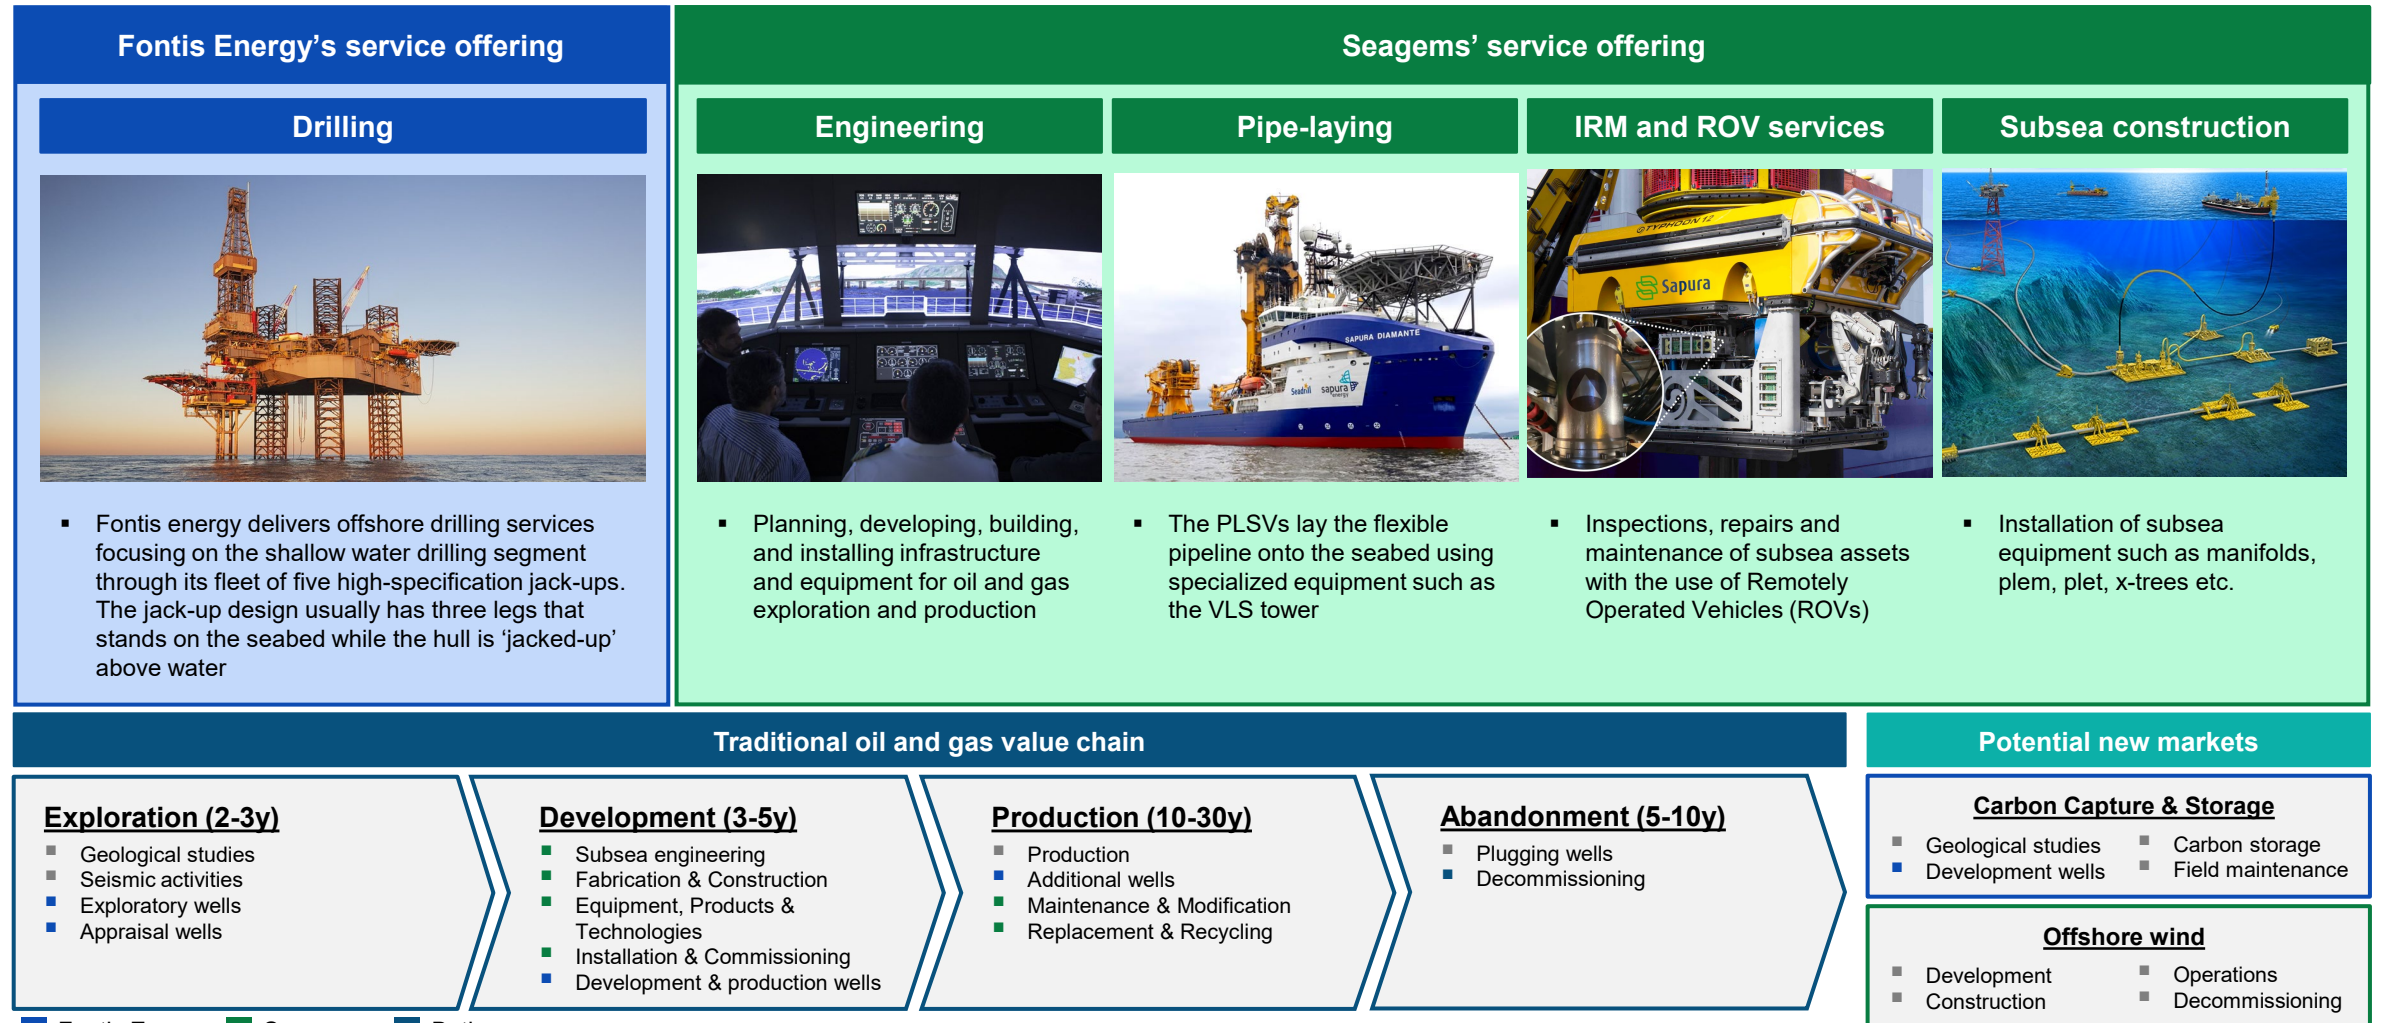 Fontis Energy’s service offering
Seagems’ service offering
Drilling
Engineering
Pipe-laying
IRM and ROV services
Subsea construction
SAPURA DIAMANTE
Seadrill
sapura
energy
TYPHOON 12
Sapura
▪ Fontis energy delivers offshore drilling services
focusing on the shallow water drilling segment
through its fleet of five high-specification jack-ups.
The jack-up design usually has three legs that
stands on the seabed while the hull is ‘jacked-up’
above water
▪ Planning, developing, building,
and installing infrastructure
and equipment for oil and gas
exploration and production
▪ The PLSVs lay the flexible
pipeline onto the seabed using
specialized equipment such as
the VLS tower
▪ Inspections, repairs and
maintenance of subsea assets
with the use of Remotely
Operated Vehicles (ROVs)
▪ Installation of subsea
equipment such as manifolds,
plem, plet, x-trees etc.
Traditional oil and gas value chain
Exploration (2-3y)
▪ Geological studies
▪ Seismic activities
▪ Exploratory wells
▪ Appraisal wells
Development (3-5y)
▪ Subsea engineering
▪ Fabrication & Construction
▪ Equipment, Products &
Technologies
▪ Installation & Commissioning
▪ Development & production wells
Production (10-30y)
▪ Production
▪ Additional wells
▪ Maintenance & Modification
▪ Replacement & Recycling
Abandonment (5-10y)
▪ Plugging wells
▪ Decommissioning
Potential new markets
Carbon Capture & Storage
▪ Geological studies
▪ Development wells
▪ Carbon storage
▪ Field maintenance
Offshore wind
▪ Development
▪ Construction
▪ Operations
▪ Decommissioning